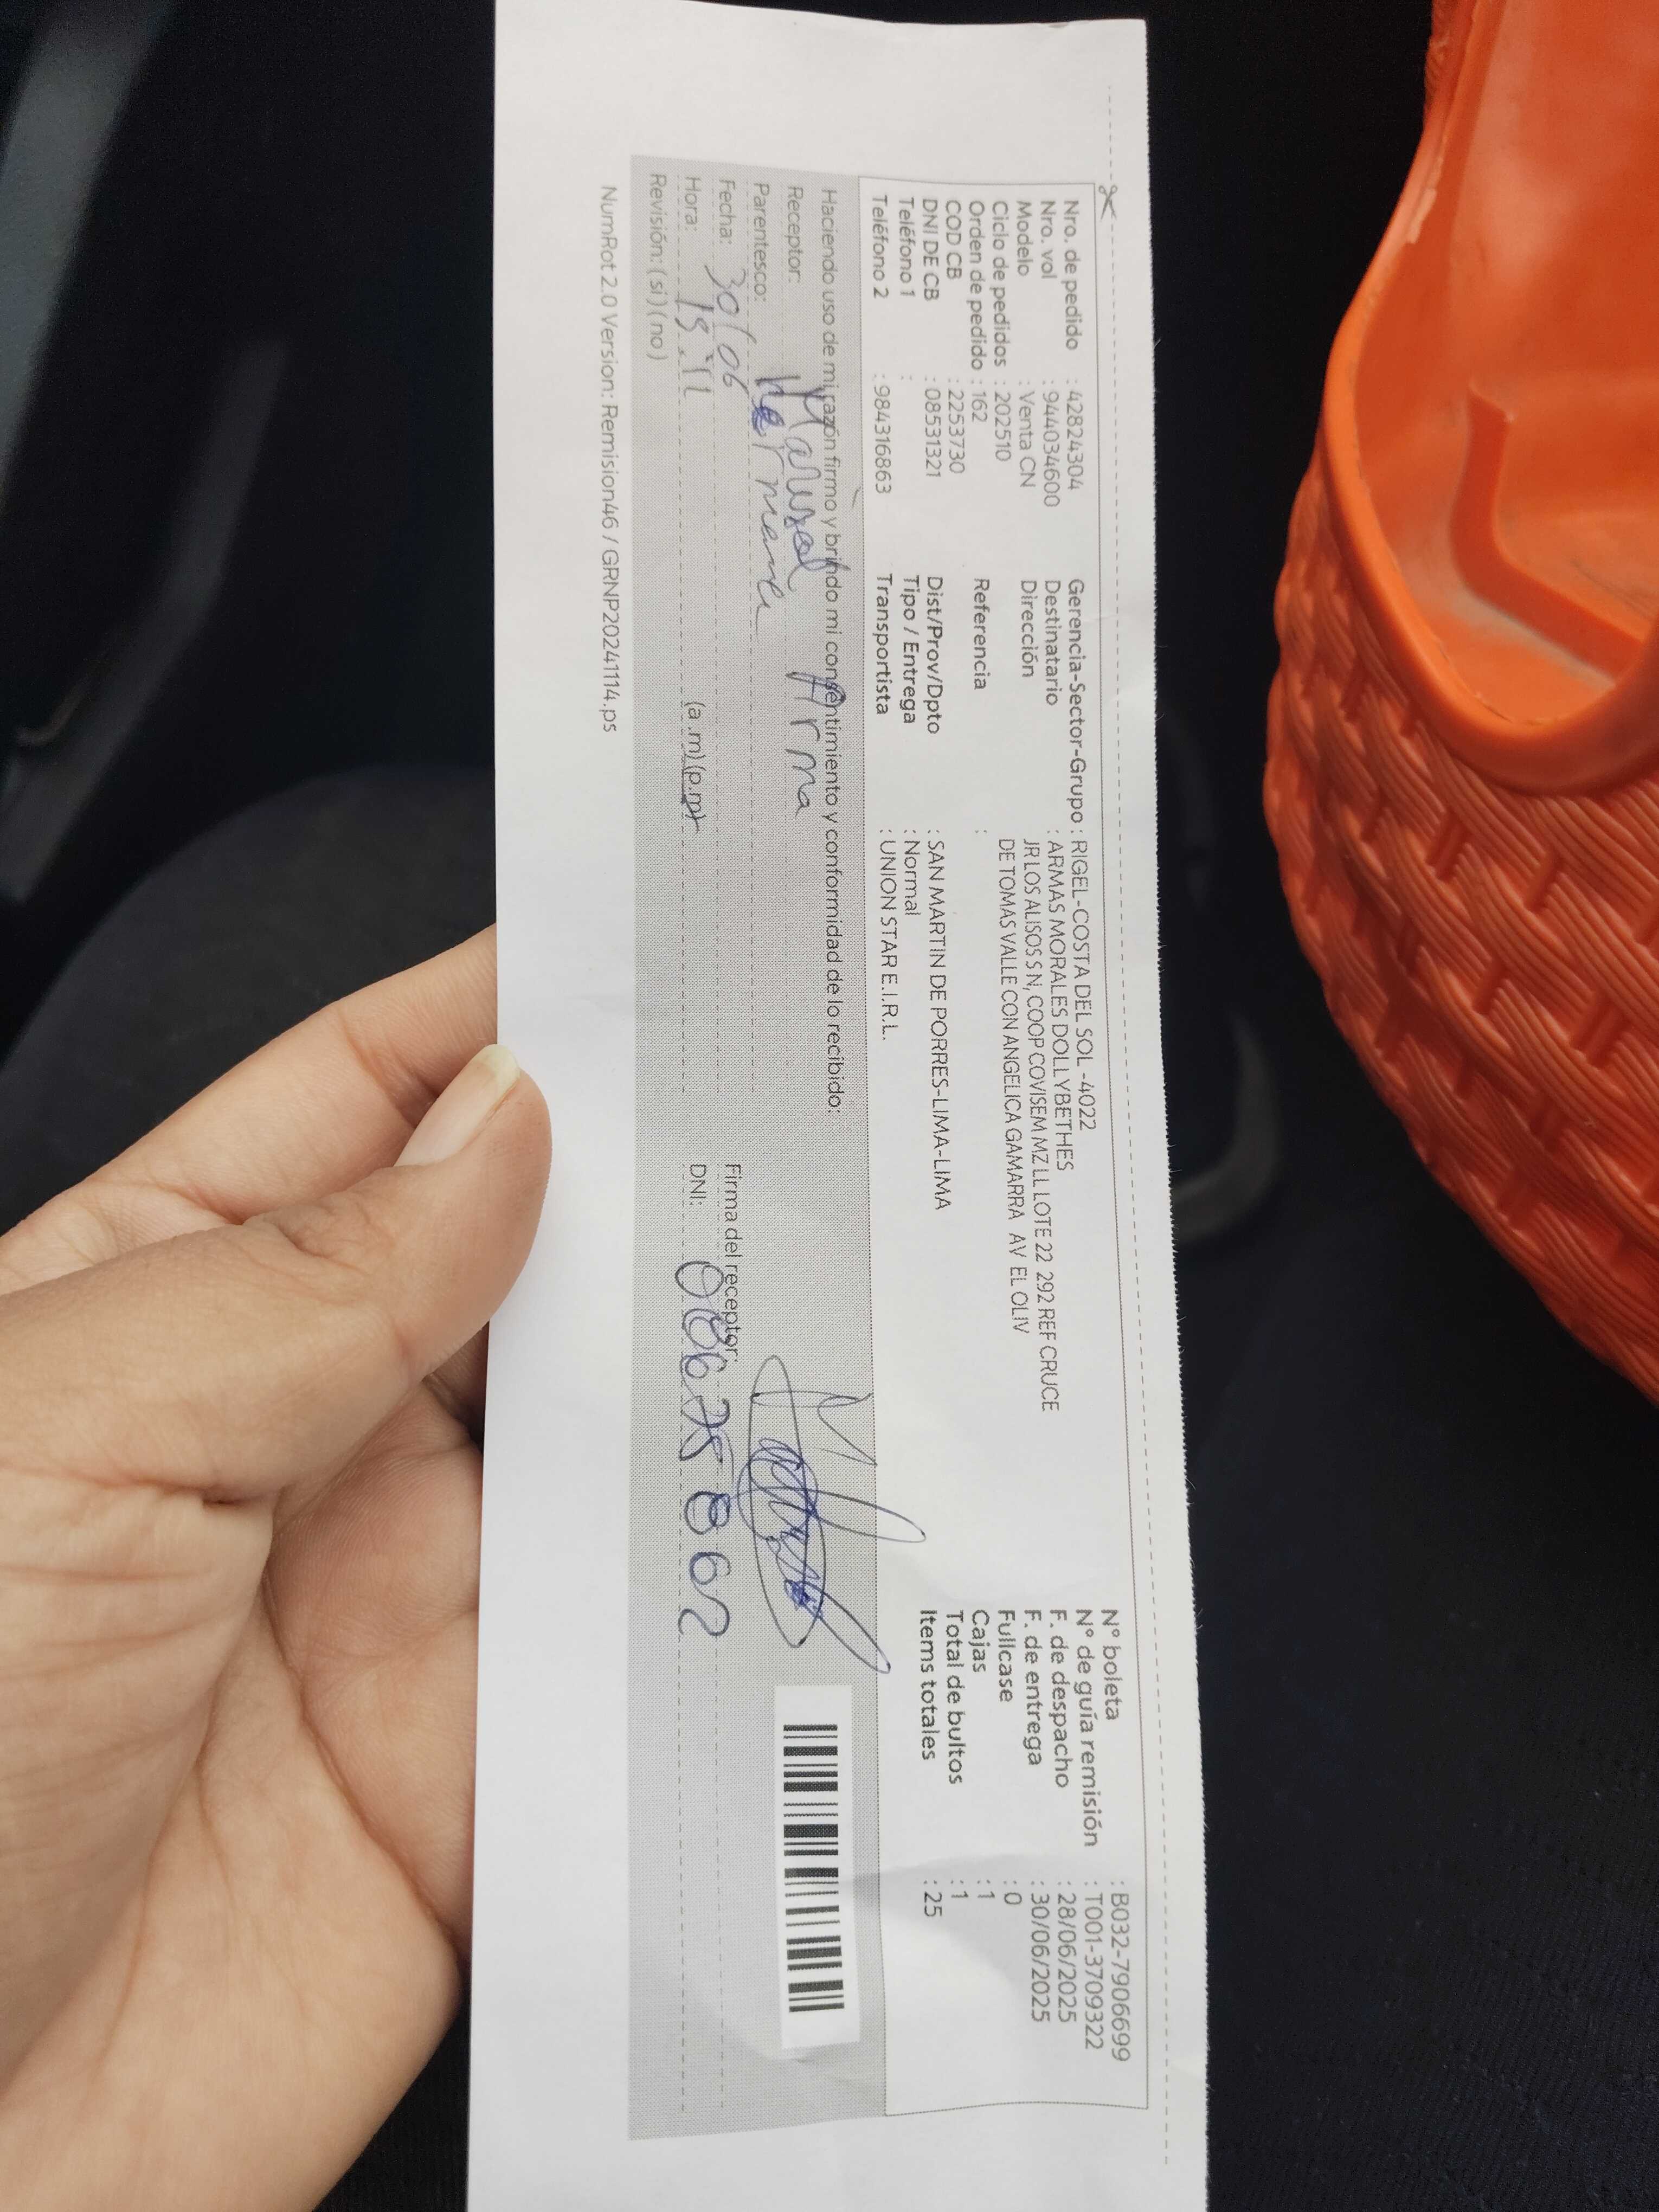 Nro. de pedido : 42824304
Nro. vol : 944034600
Modelo : Venta CN
Ciclo de pedidos : 202510
Orden de pedido : 162
COD CB : 2253730
DNI DE CB : 08531321
Teléfono 1 :
Teléfono 2 : 984316863
Gerencia-Sector-Grupo : RIGEL-COSTA DEL SOL -4022
Destinatario : ARMAS MORALES DOLLYBETHES
Dirección JR LOS ALISOS S N, COOP COVISEM MZ LL LOTE 22 292 REF CRUCE
DE TOMAS VALLE CON ANGELICA GAMARRA AV EL OLIV
Referencia :
Dist/Prov/Dpto : SAN MARTIN DE PORRES-LIMA-LIMA
Tipo / Entrega : Normal
Transportista : UNION STAR E.I.R.L.
N° boleta : B032-7906699
N° de guía remisión : T001-3709322
F. de despacho : 28/06/2025
F. de entrega : 30/06/2025
Fullcase : 0
Cajas : 1
Total de bultos : 1
Items totales : 25
Haciendo uso de mi razón firmo y brindo mi consentimiento y conformidad de lo recibido:
Receptor: Marisol Arma
Parentesco: hermana
Fecha: 30/06
Hora: (a .m) (p.m)
Revisión: ( si ) ( no )
Firma del receptor:
DNI: 08675862
NumRot 2.0 Version: Remision46 / GRNP20241114.ps